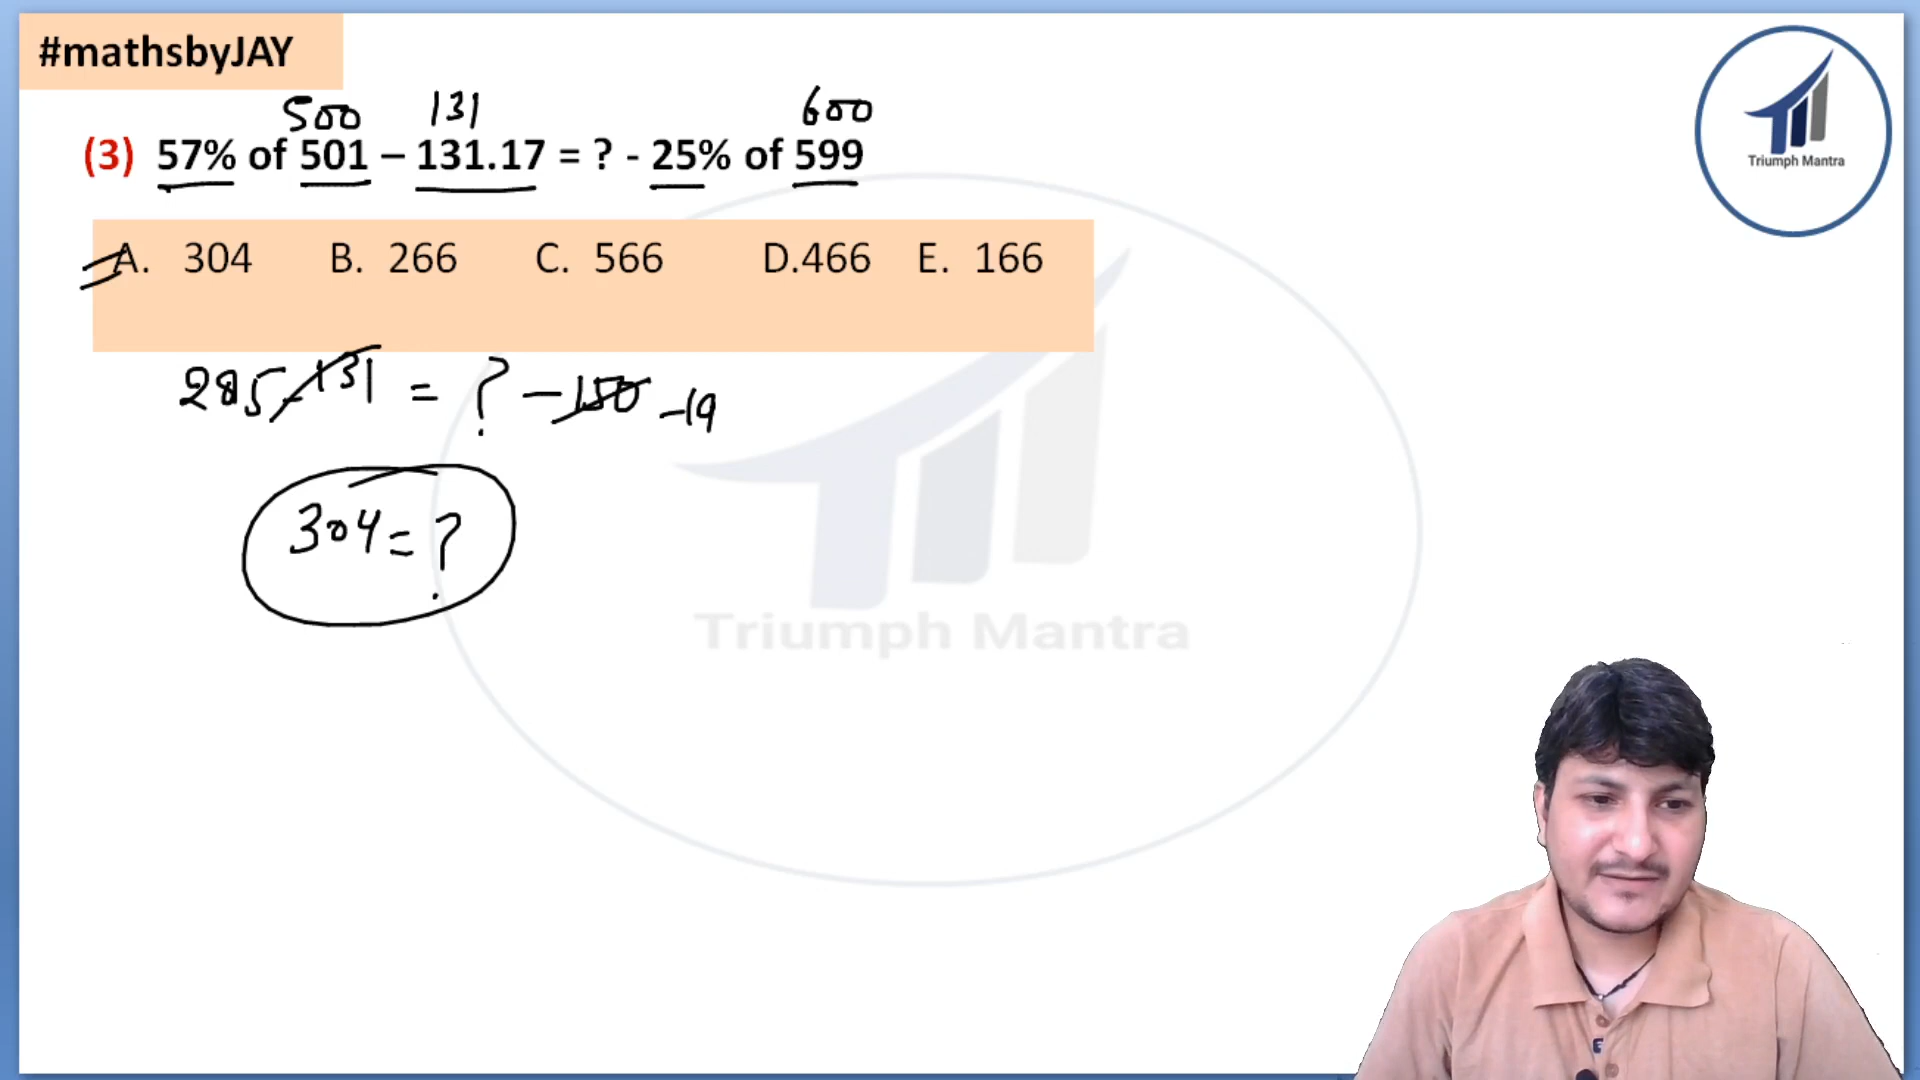 #mathsbyJAY
500 131 600
(3) 57% of 501 – 131.17 = ? - 25% of 599
Triumph Mantra
A. 304 B. 266 C. 566 D.466 E. 166
285 - 131 = ? - 150 -19
304 = ?
Triumph Mantra